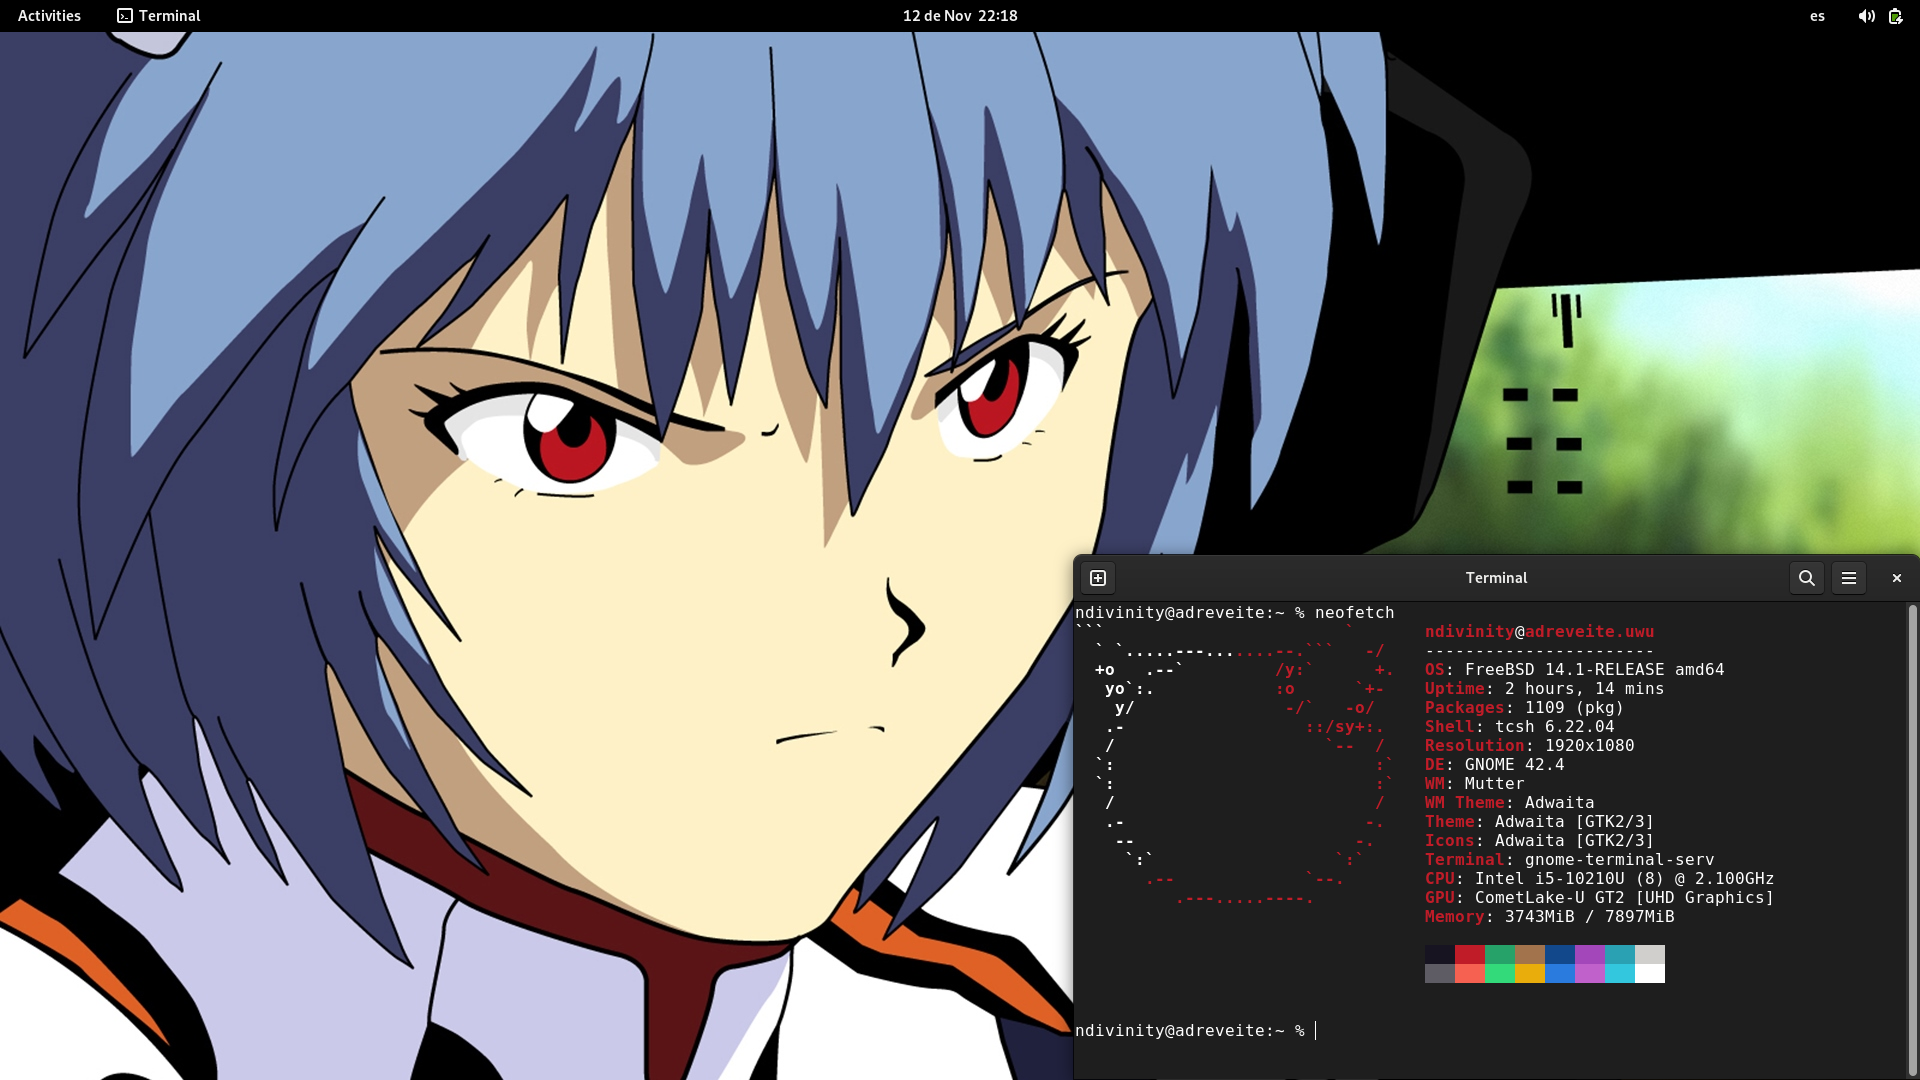 Activities Terminal 12 de Nov 22:18 es
Terminal
ndivinity@adreveite:~ % neofetch
```                        `
  ` `.....---.......--.```   -/
  +o   .--`         /y:`      +.
   yo`:.            :o      `+-
    y/               -/`   -o/
   .-                  ::/sy+:.
   /                     `--  /
  `:                          :`
  `:                          :`
   /                          /
   .-                        -.
    --                      -.
     `:`                  `:`
       .--             `--.
          .---.....----.
ndivinity@adreveite.uwu
-----------------------
OS: FreeBSD 14.1-RELEASE amd64
Uptime: 2 hours, 14 mins
Packages: 1109 (pkg)
Shell: tcsh 6.22.04
Resolution: 1920x1080
DE: GNOME 42.4
WM: Mutter
WM Theme: Adwaita
Theme: Adwaita [GTK2/3]
Icons: Adwaita [GTK2/3]
Terminal: gnome-terminal-serv
CPU: Intel i5-10210U (8) @ 2.100GHz
GPU: CometLake-U GT2 [UHD Graphics]
Memory: 3743MiB / 7897MiB
ndivinity@adreveite:~ %